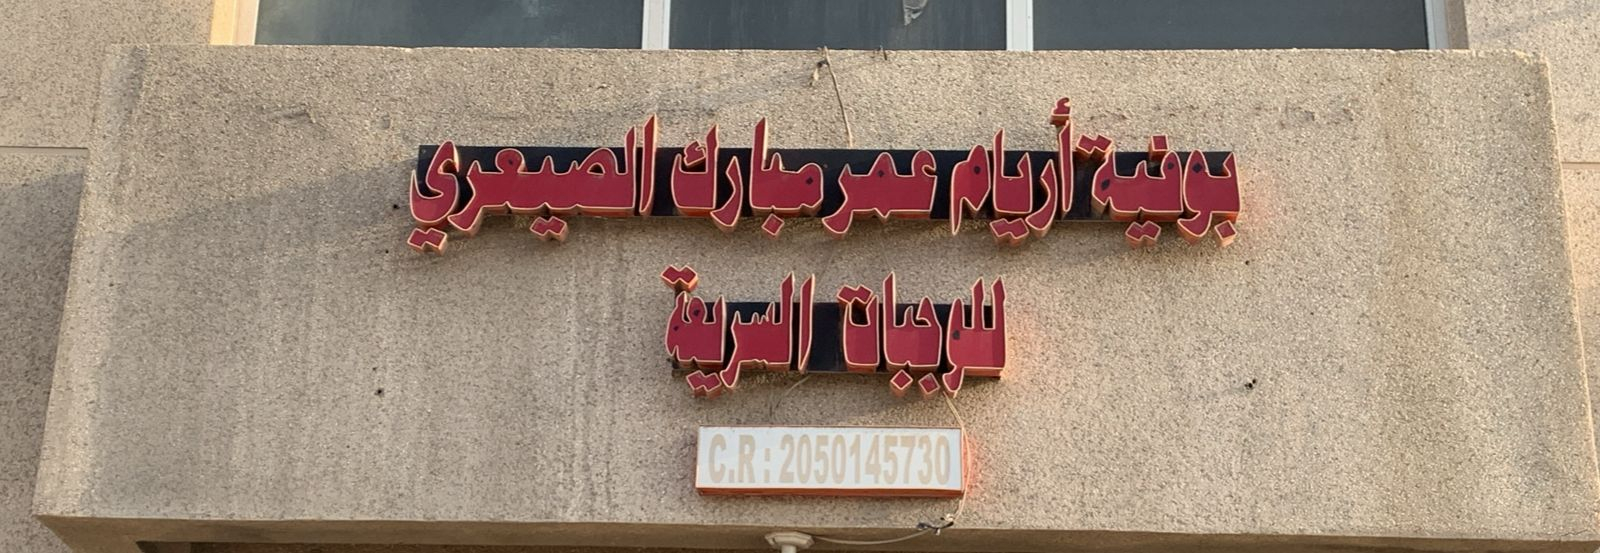 بوفية أريام عمر مبارك الصيعري
للوجبات السريعة
C.R : 2050145730